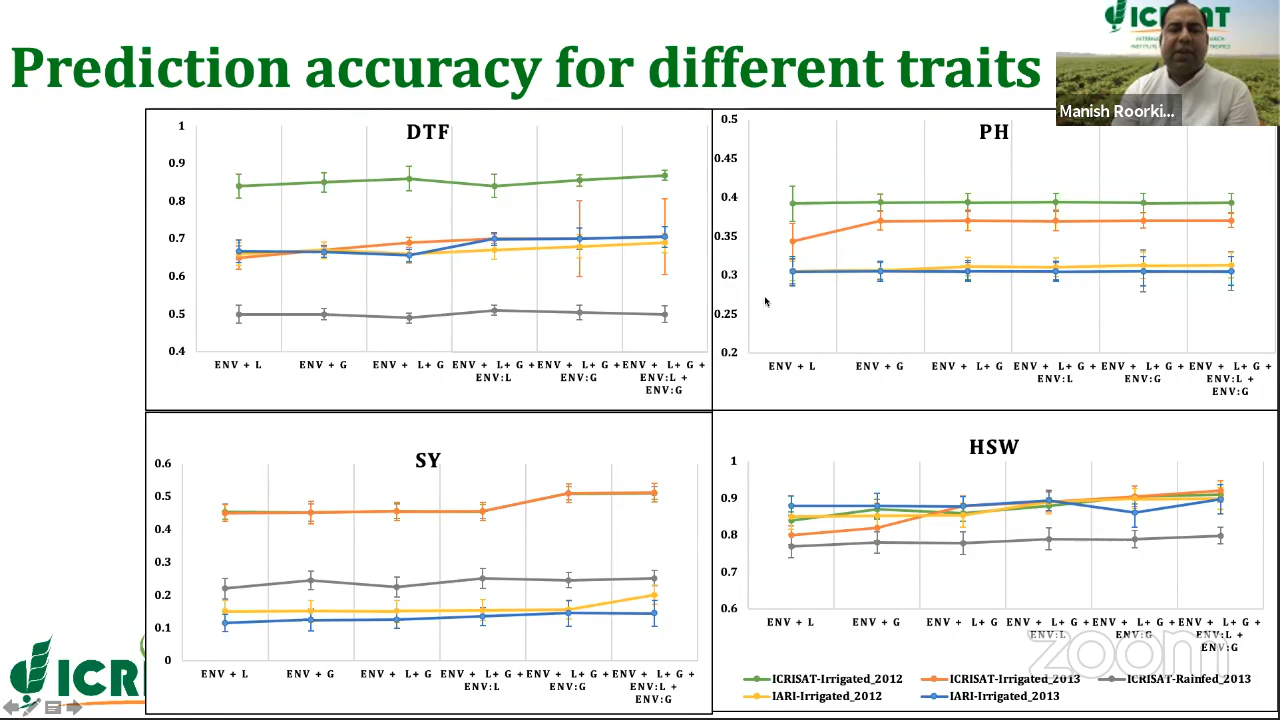 Prediction accuracy for different traits
Manish Roorki...
DTF
1
0.9
0.8
0.7
0.6
0.5
0.4
ENV + L
ENV + G
ENV + L+ G
ENV + L+ G + ENV:L
ENV + L+ G + ENV:G
ENV + L+ G + ENV:L + ENV:G
PH
0.5
0.45
0.4
0.35
0.3
0.25
0.2
ENV + L
ENV + G
ENV + L+ G
ENV + L+ G + ENV:L
ENV + L+ G + ENV:G
ENV + L+ G + ENV:L + ENV:G
SY
0.6
0.5
0.4
0.3
0.2
0.1
0
ENV + L
ENV + G
ENV + L+ G
ENV + L+ G + ENV:L
ENV + L+ G + ENV:G
ENV + L+ G + ENV:L + ENV:G
HSW
1
0.9
0.8
0.7
0.6
ENV + L
ENV + G
ENV + L+ G
ENV + L+ G + ENV:L
ENV + L+ G + ENV:G
ENV + L+ G + ENV:L + ENV:G
ICRISAT-Irrigated_2012
ICRISAT-Irrigated_2013
ICRISAT-Rainfed_2013
IARI-Irrigated_2012
IARI-Irrigated_2013
zoom